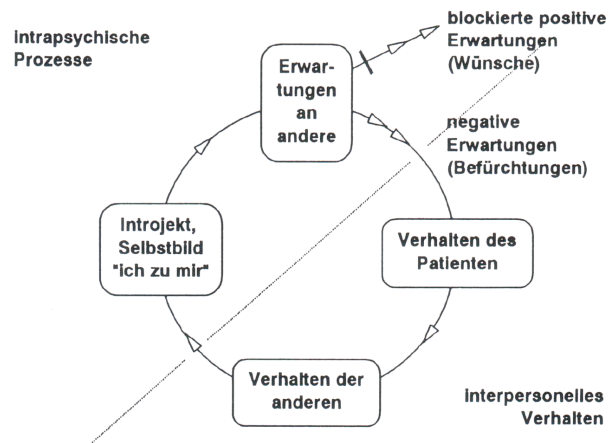 intrapsychische
Prozesse
blockierte positive
Erwartungen
(Wünsche)
Erwar-
tungen
an
andere
negative
Erwartungen
(Befürchtungen)
Introjekt,
Selbstbild
"ich zu mir"
Verhalten des
Patienten
Verhalten der
anderen
interpersonelles
Verhalten